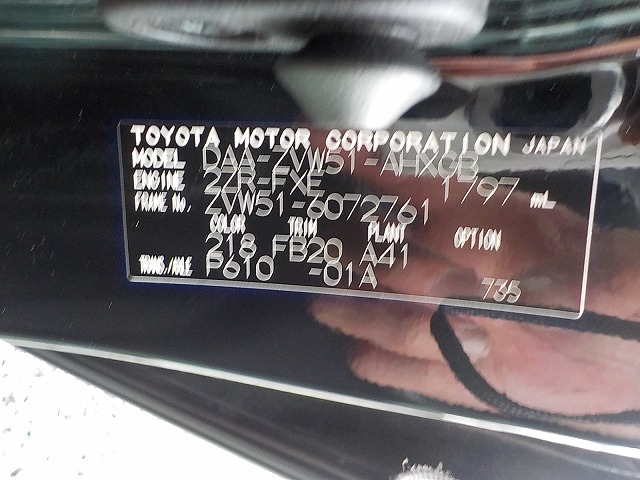 TOYOTA MOTOR CORPORATION JAPAN
MODEL DAA-ZVW51-AHXGB
ENGINE 2ZR-FXE 1797 mL
FRAME No. ZVW51-6072761
COLOR TRIM PLANT OPTION
218 FB20 A41
TRANS./AXLE P610 -01A 735